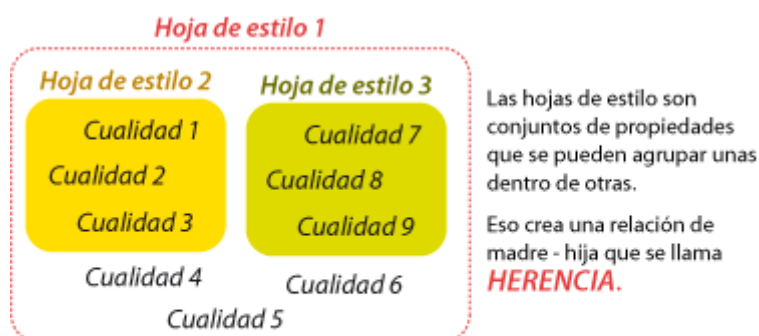 Hoja de estilo 1
Hoja de estilo 2
Cualidad 1
Cualidad 2
Cualidad 3
Hoja de estilo 3
Cualidad 7
Cualidad 8
Cualidad 9
Cualidad 4
Cualidad 6
Cualidad 5
Las hojas de estilo son
conjuntos de propiedades
que se pueden agrupar unas
dentro de otras.
Eso crea una relación de
madre - hija que se llama
HERENCIA.